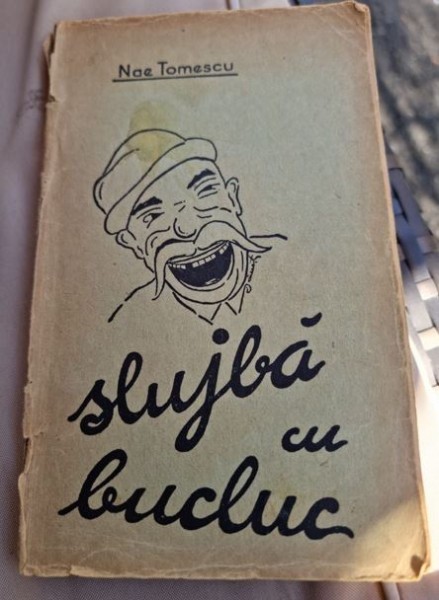 Nae Tomescu
slujbă
cu
bucluc